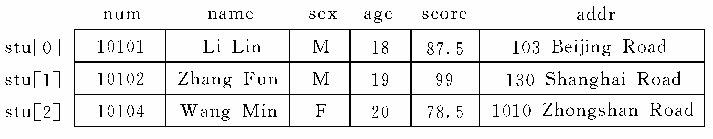 num name sex age score addr
stu[0] 10101 Li Lin M 18 87.5 103 Beijing Road
stu[1] 10102 Zhang Fun M 19 99 130 Shanghai Road
stu[2] 10104 Wang Min F 20 78.5 1010 Zhongshan Road